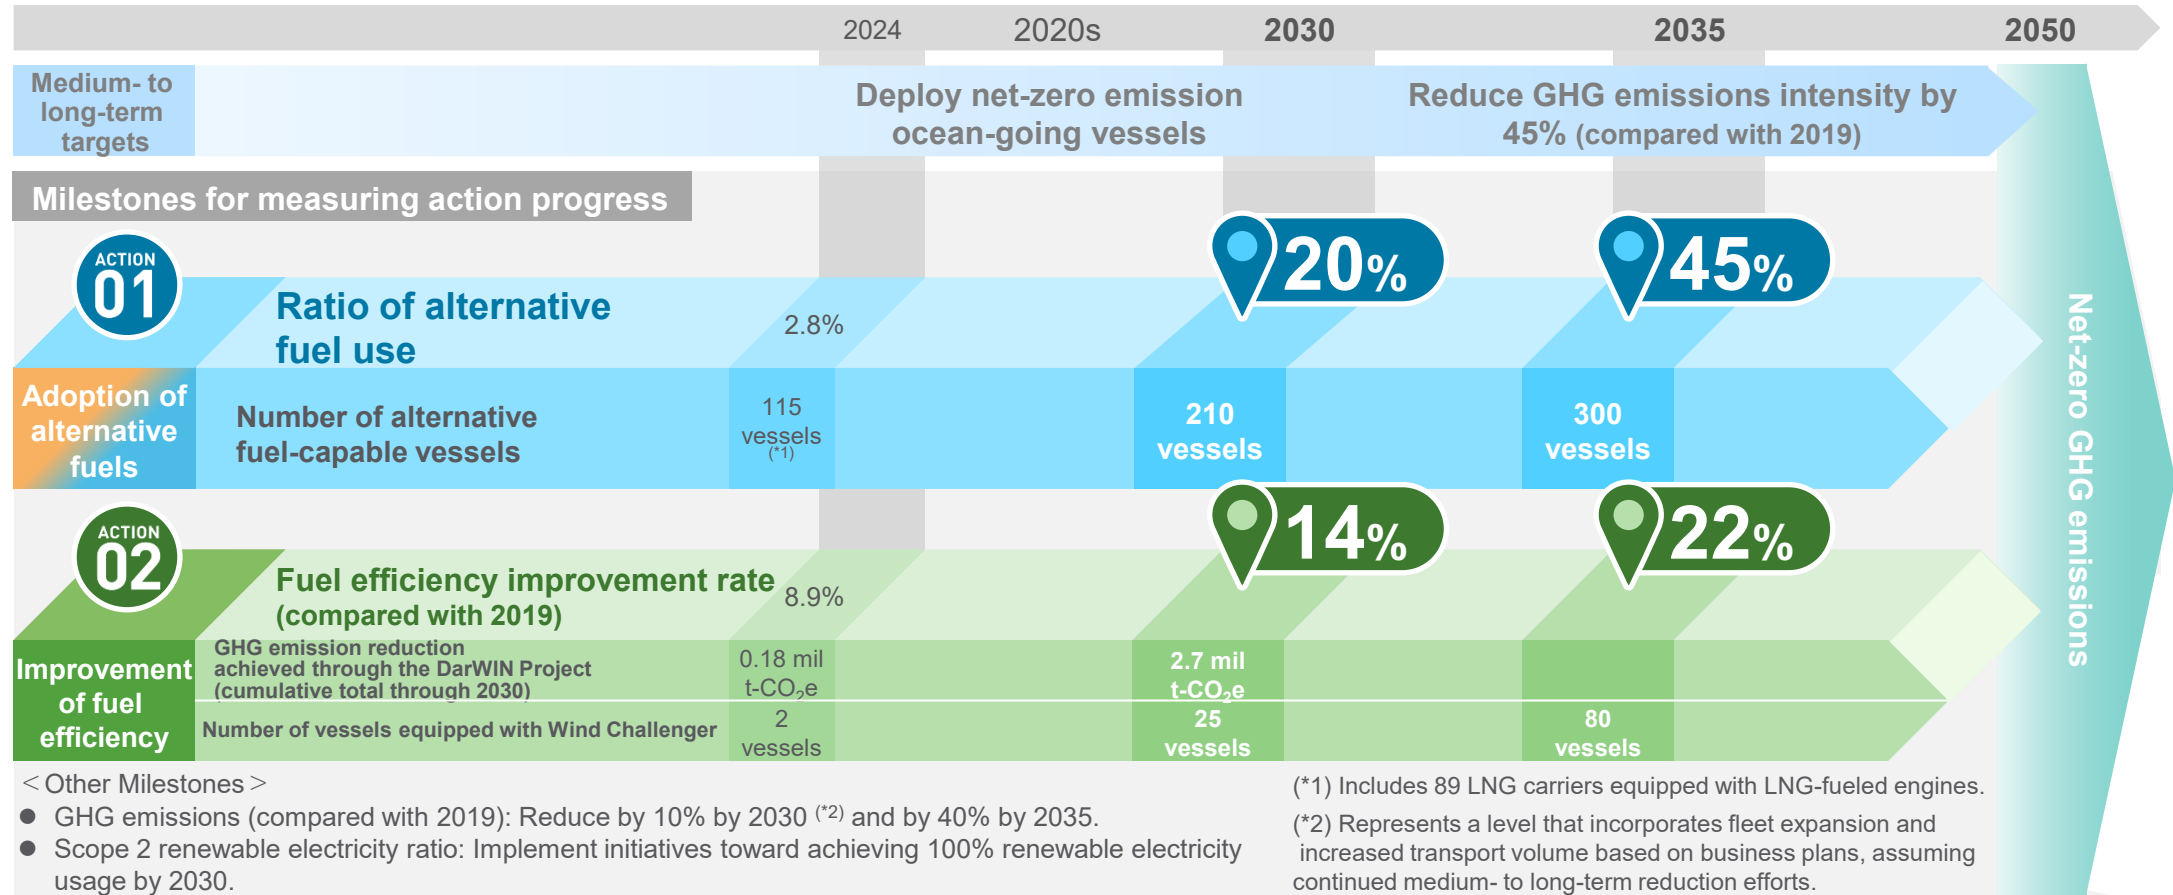 2024 2020s 2030 2035 2050
Medium- to
long-term
targets
Deploy net-zero emission
ocean-going vessels
Reduce GHG emissions intensity by
45% (compared with 2019)
Milestones for measuring action progress
ACTION
01
Ratio of alternative
fuel use
2.8%
20%
45%
Adoption of
alternative
fuels
Number of alternative
fuel-capable vessels
115
vessels
(*1)
210
vessels
300
vessels
ACTION
02
Fuel efficiency improvement rate
(compared with 2019)
8.9%
14%
22%
Improvement
of fuel
efficiency
GHG emission reduction
achieved through the DarWIN Project
(cumulative total through 2030)
0.18 mil
t-CO₂e
2.7 mil
t-CO₂e
Number of vessels equipped with Wind Challenger
2
vessels
25
vessels
80
vessels
Net-zero GHG emissions
＜Other Milestones＞
● GHG emissions (compared with 2019): Reduce by 10% by 2030 (*2) and by 40% by 2035.
● Scope 2 renewable electricity ratio: Implement initiatives toward achieving 100% renewable electricity
usage by 2030.
(*1) Includes 89 LNG carriers equipped with LNG-fueled engines.
(*2) Represents a level that incorporates fleet expansion and
increased transport volume based on business plans, assuming
continued medium- to long-term reduction efforts.